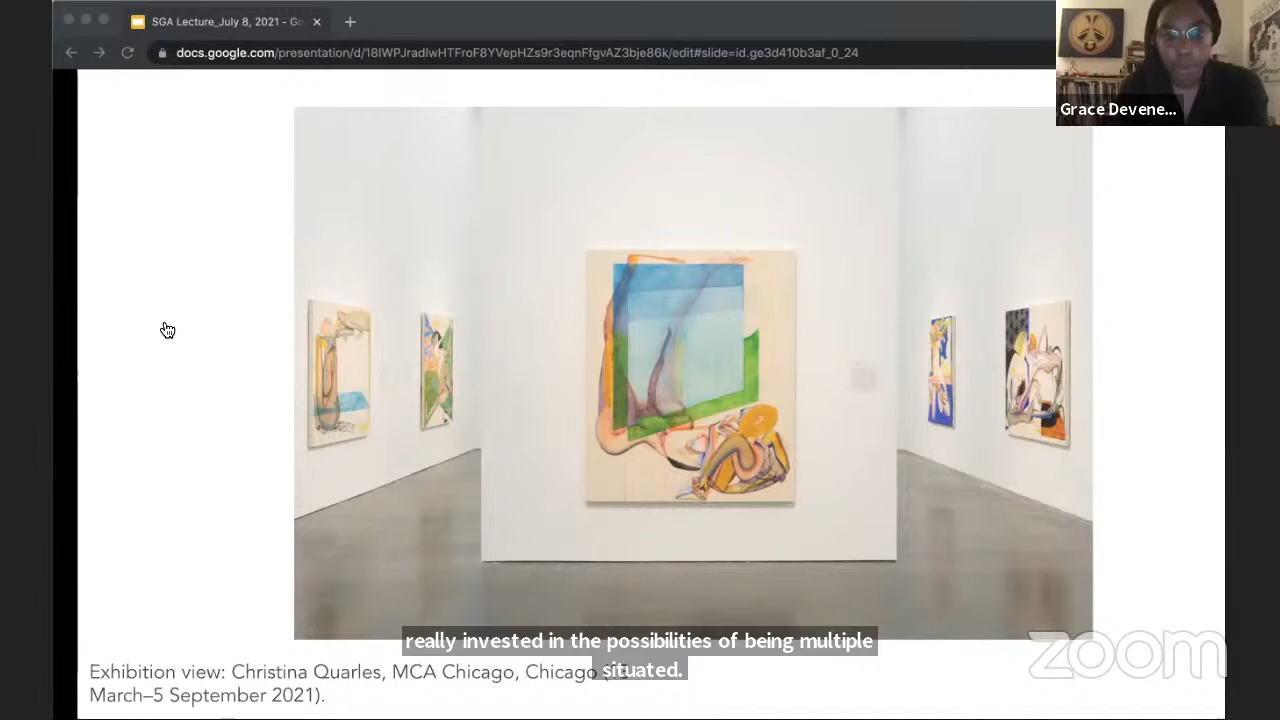 SGA Lecture_July 8, 2021 - Go
docs.google.com/presentation/d/18IWPJradIwHTFroF8YVepHZs9r3eqnFfgvAZ3bje86k/edit#slide=id.ge3d410b3af_0_24
Grace Devene...
really invested in the possibilities of being multiple
situated.
Exhibition view: Christina Quarles, MCA Chicago, Chicago
March–5 September 2021).
zoom